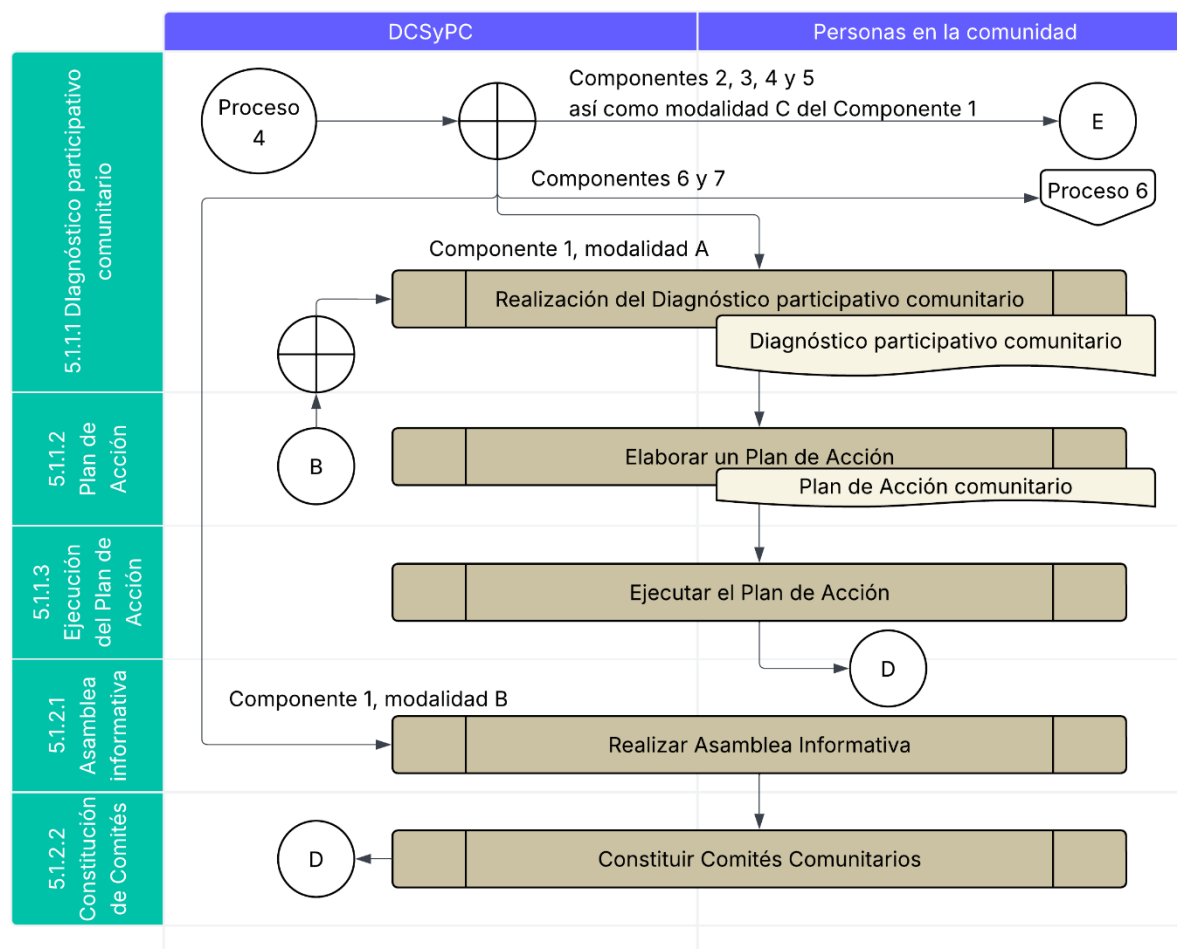 DCSyPC
Personas en la comunidad
5.1.1.1 DIagnóstico participativo
comunitario
Proceso
4
Componentes 2, 3, 4 y 5
así como modalidad C del Componente 1
E
Componentes 6 y 7
Proceso 6
Componente 1, modalidad A
Realización del Diagnóstico participativo comunitario
Diagnóstico participativo comunitario
5.1.1.2
Plan de
Acción
B
Elaborar un Plan de Acción
Plan de Acción comunitario
5.1.1.3
Ejecución
del Plan de
Acción
Ejecutar el Plan de Acción
D
5.1.2.1
Asamblea
informativa
Componente 1, modalidad B
Realizar Asamblea Informativa
5.1.2.2
Constitución
de Comités
D
Constituir Comités Comunitarios